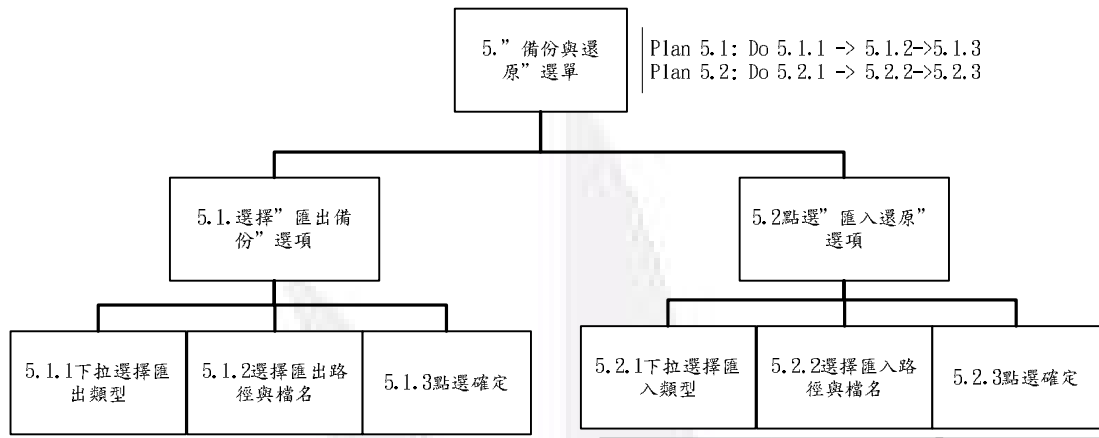 5.”備份與還
原”選單
Plan 5.1: Do 5.1.1 -> 5.1.2->5.1.3
Plan 5.2: Do 5.2.1 -> 5.2.2->5.2.3
5.1.選擇”匯出備
份”選項
5.2點選”匯入還原”
選項
5.1.1下拉選擇匯
出類型
5.1.2選擇匯出路
徑與檔名
5.1.3點選確定
5.2.1下拉選擇匯
入類型
5.2.2選擇匯入路
徑與檔名
5.2.3點選確定